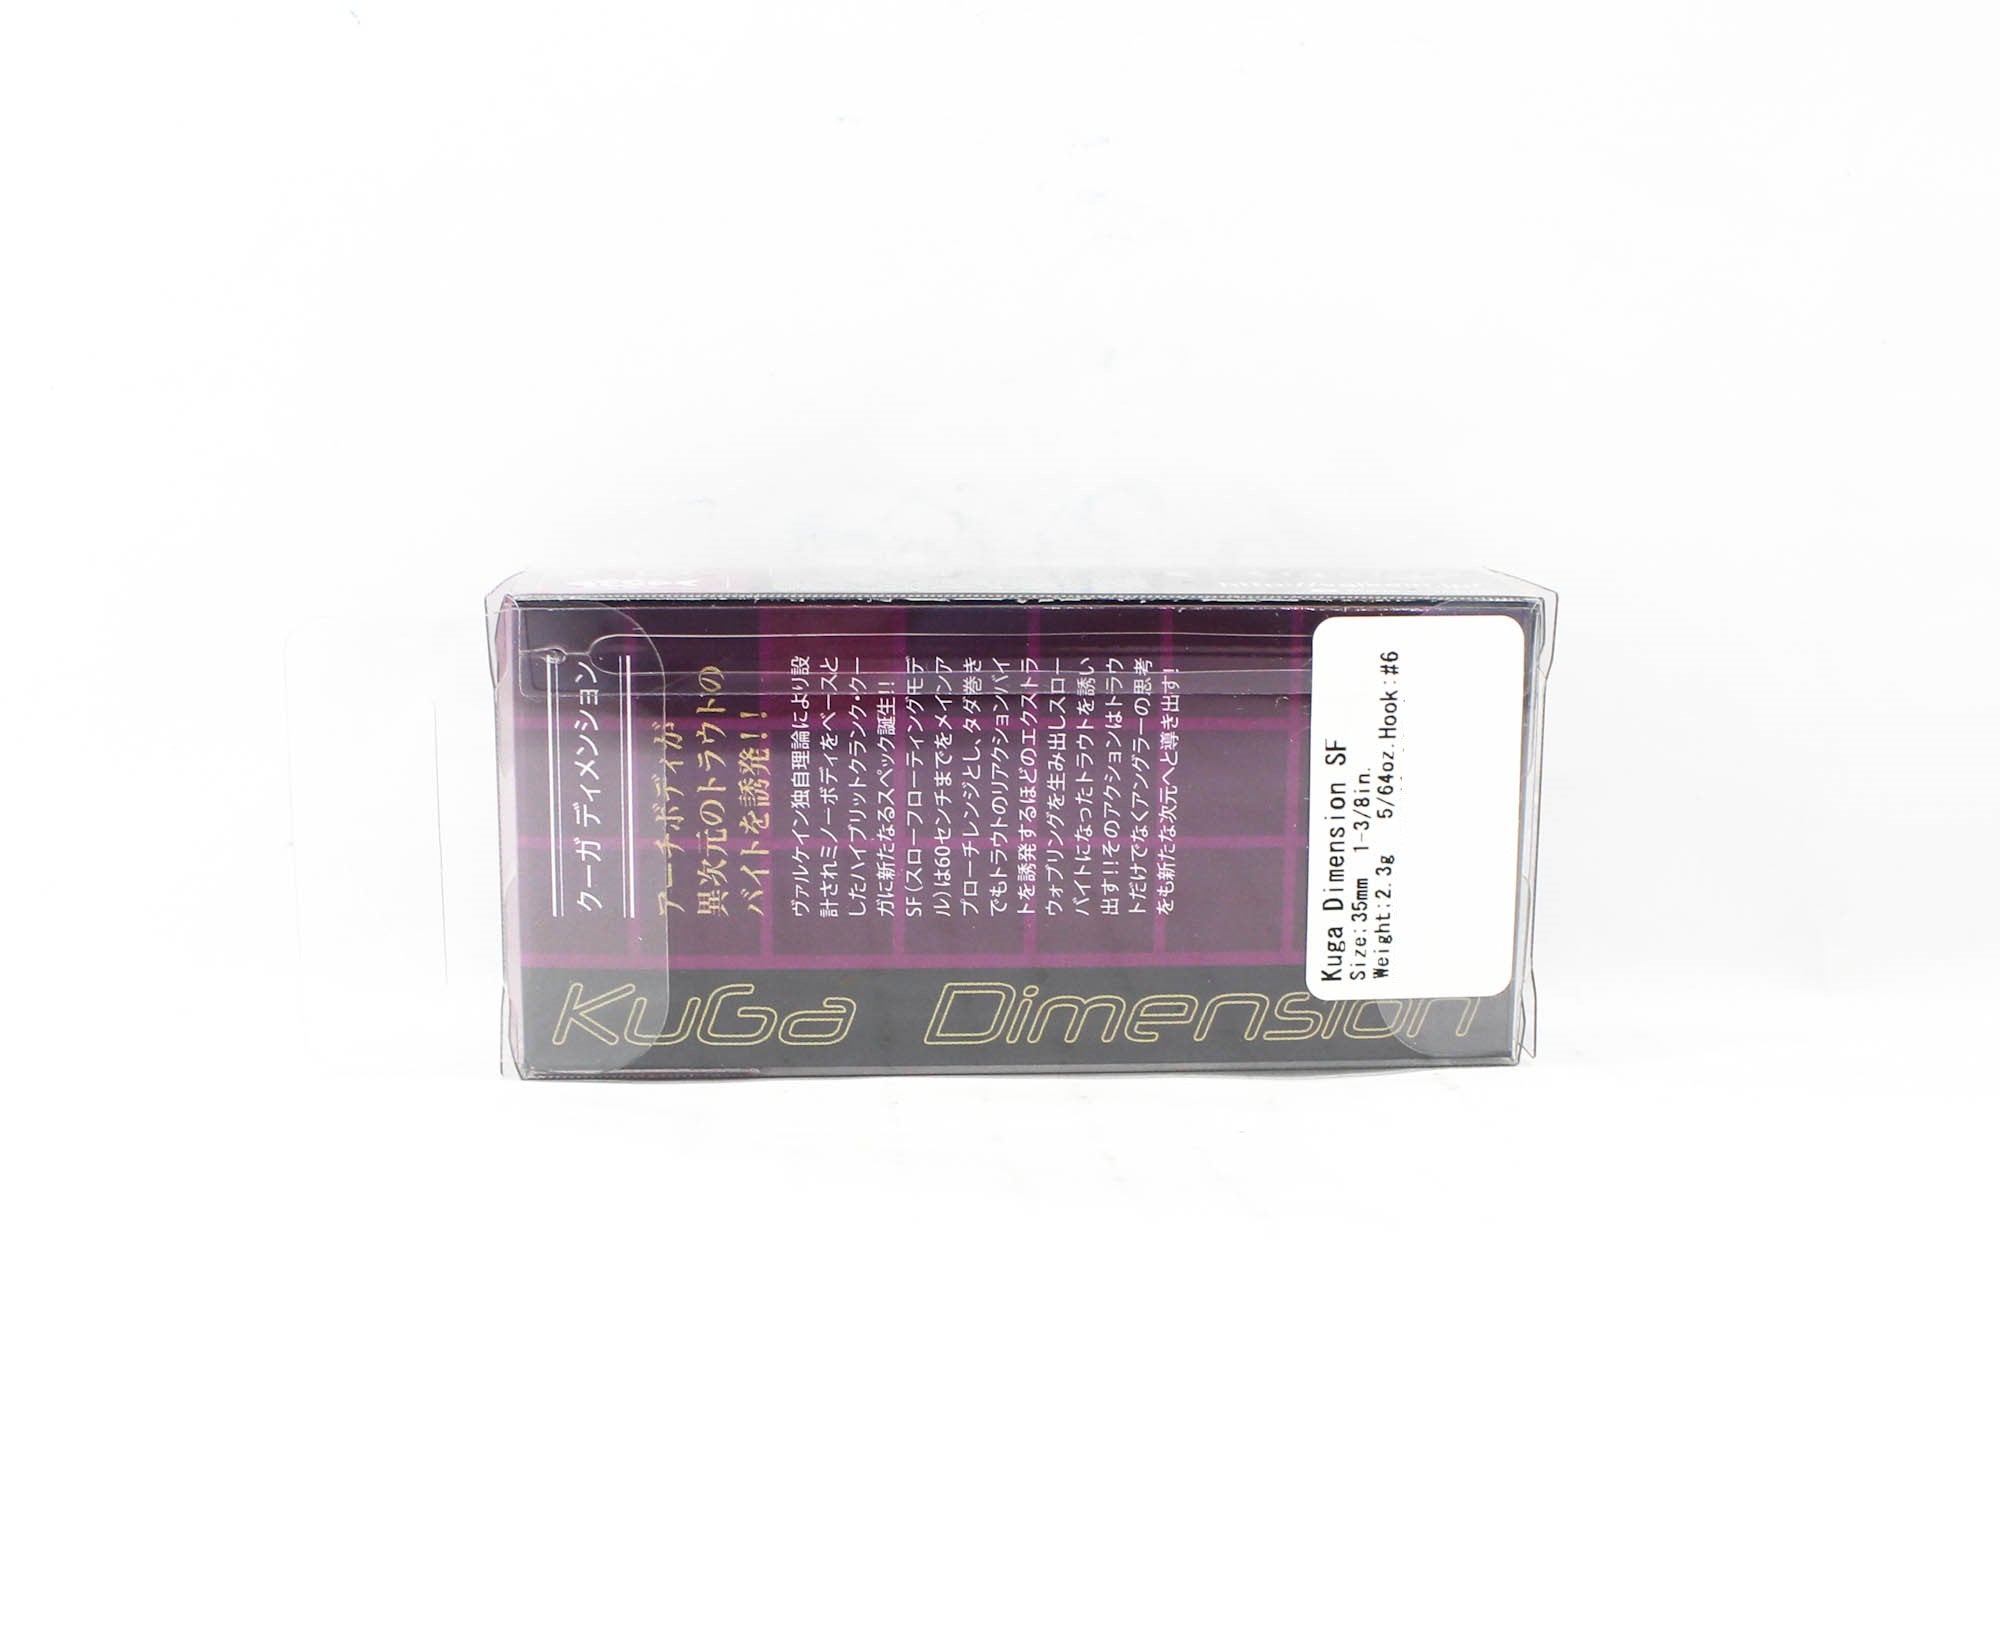 クーガ ディメンション
アーチボディが
異次元のトラウトの
バイトを誘発!!
ヴァルケイン独自理論により設
計されミノーボディをベースと
したハイブリットクランク・クー
ガに新たなるスペック誕生!!
SF(スローフローティングモデ
ル)は60センチまでをメインア
プローチレンジとし、タダ巻き
でもトラウトのリアクションバイ
トを誘発するほどのエクストラ
ウォブリングを生み出しスロー
バイトになったトラウトを誘い
出す!!そのアクションはトラウ
トだけでなくアングラーの思考
をも新たな次元へと導き出す!
Kuga Dimension SF
Size:35mm 1-3/8in.
Weight:2.3g 5/64oz.Hook:#6
KuGa Dimension